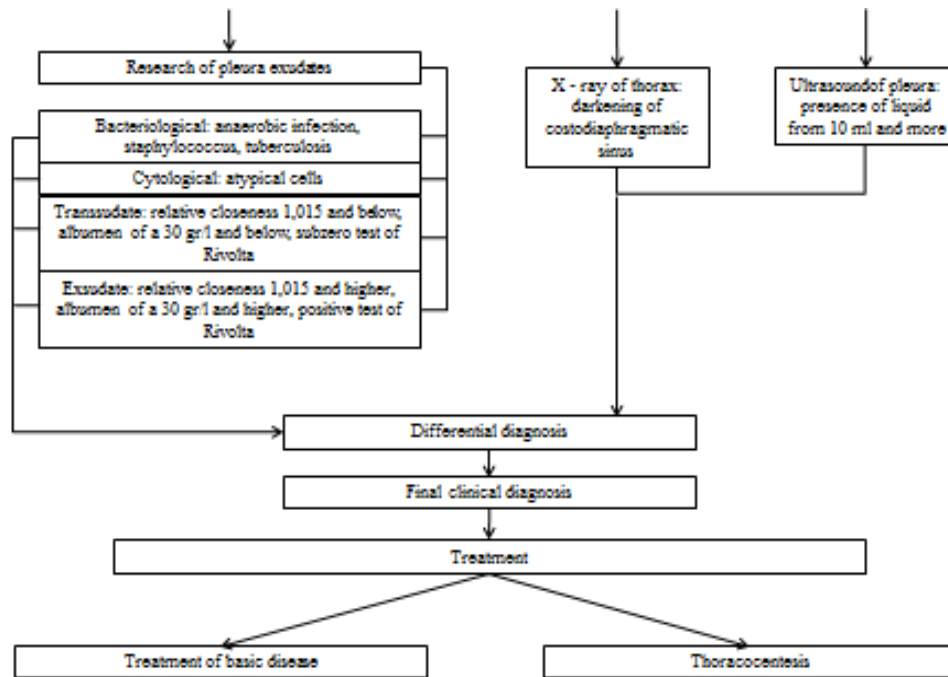 Research of pleura exudates
X - ray of thorax:
darkening of
costodiaphragmatic
sinus
Ultrasoundof pleura:
presence of liquid
from 10 ml and more
Bacteriological: anaerobic infection,
staphylococcus, tuberculosis
Cytological: atypical cells
Transsudate: relative closeness 1,015 and below,
albumen of a 30 gr/l and below, subzero test of
Rivolta
Exsudate: relative closeness 1,015 and higher,
albumen of a 30 gr/l and higher, positive test of
Rivolta
Differential diagnosis
Final clinical diagnosis
Treatment
Treatment of basic disease
Thoracocentesis